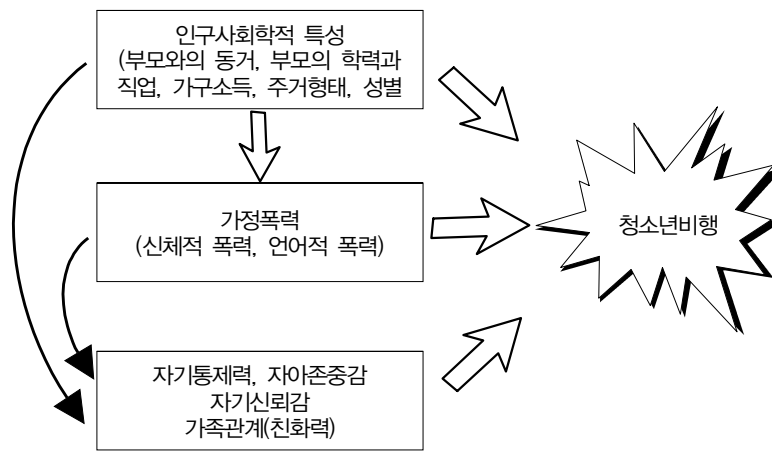 인구사회학적 특성
(부모와의 동거, 부모의 학력과
직업, 가구소득, 주거형태, 성별
가정폭력
(신체적 폭력, 언어적 폭력)
청소년비행
자기통제력, 자아존중감
자기신뢰감
가족관계(친화력)